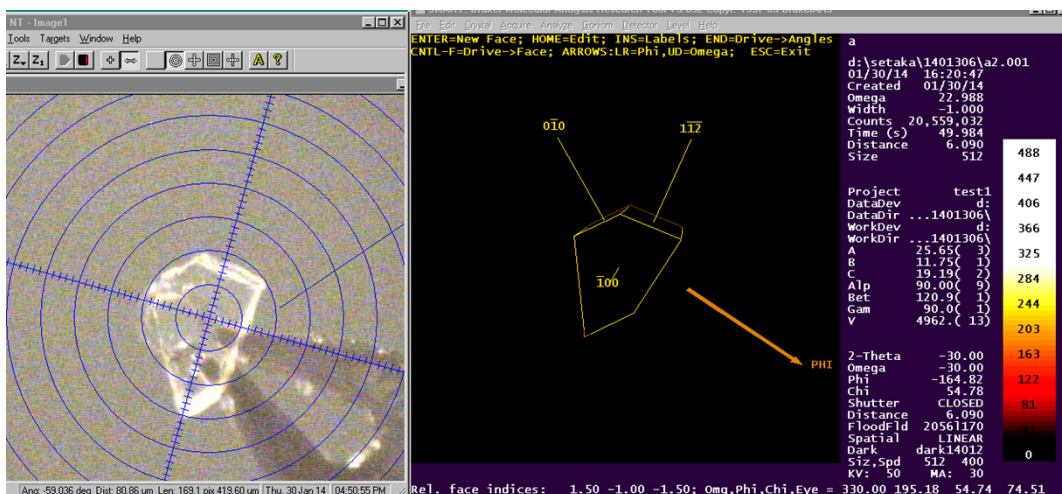 NT - Image1
Tools Targets Window Help
Z
Z1
A ?
Ang: -59.036 deg Dist: 80.86 um Len: 169.1 pix 419.60 um Thu, 30 Jan 14 04:50:55 PM
File Edit Crystal Acquire Analyze Goniom Detector Level Help
ENTER=New Face; HOME=Edit; INS=Labels; END=Drive->Angles
CNTL-F=Drive->Face; ARROWS:LR=Phi,UD=Omega; ESC=Exit
01̅0
11̅2̅
1̅00
PHI
Rel. face indices: 1.50 -1.00 -1.50; Omg,Phi,Chi,Eye = 330.00 195.18 54.74 74.51
a
d:\setaka\1401306\a2.001
01/30/14 16:20:47
Created 01/30/14
Omega 22.988
Width -1.000
Counts 20,559,032
Time (s) 49.984
Distance 6.090
Size 512
Project test1
DataDev d:
DataDir ...1401306\
WorkDev d:
WorkDir ...1401306\
A 25.65( 3)
B 11.75( 1)
C 19.19( 2)
Alp 90.00( 9)
Bet 120.9( 1)
Gam 90.0( 1)
V 4962.( 13)
2-Theta -30.00
Omega -30.00
Phi -164.82
Chi 54.78
Shutter CLOSED
Distance 6.090
FloodFld 20561170
Spatial LINEAR
Dark dark14012
Siz,Spd 512 400
KV: 50 MA: 30
488
447
406
366
325
284
244
203
163
122
81
0